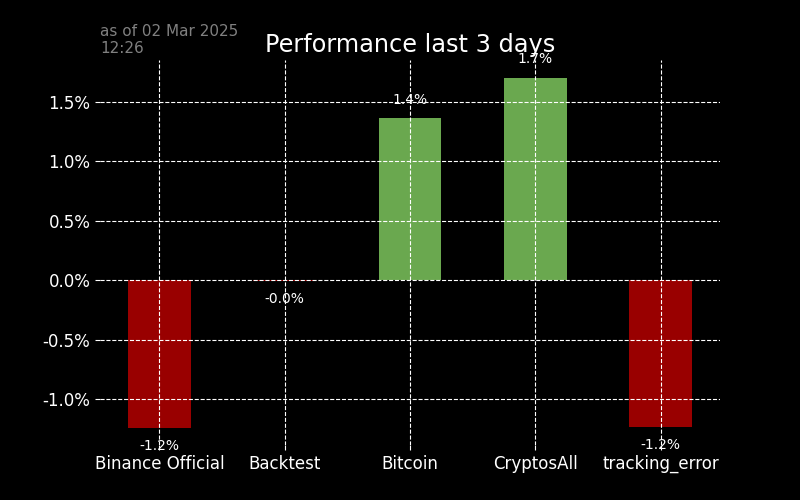 as of 02 Mar 2025
12:26
Performance last 3 days
1.7%
1.4%
1.5%
1.0%
0.5%
0.0%
-0.0%
-0.5%
-1.0%
-1.2%
-1.2%
Binance Official
Backtest
Bitcoin
CryptosAll
tracking_error